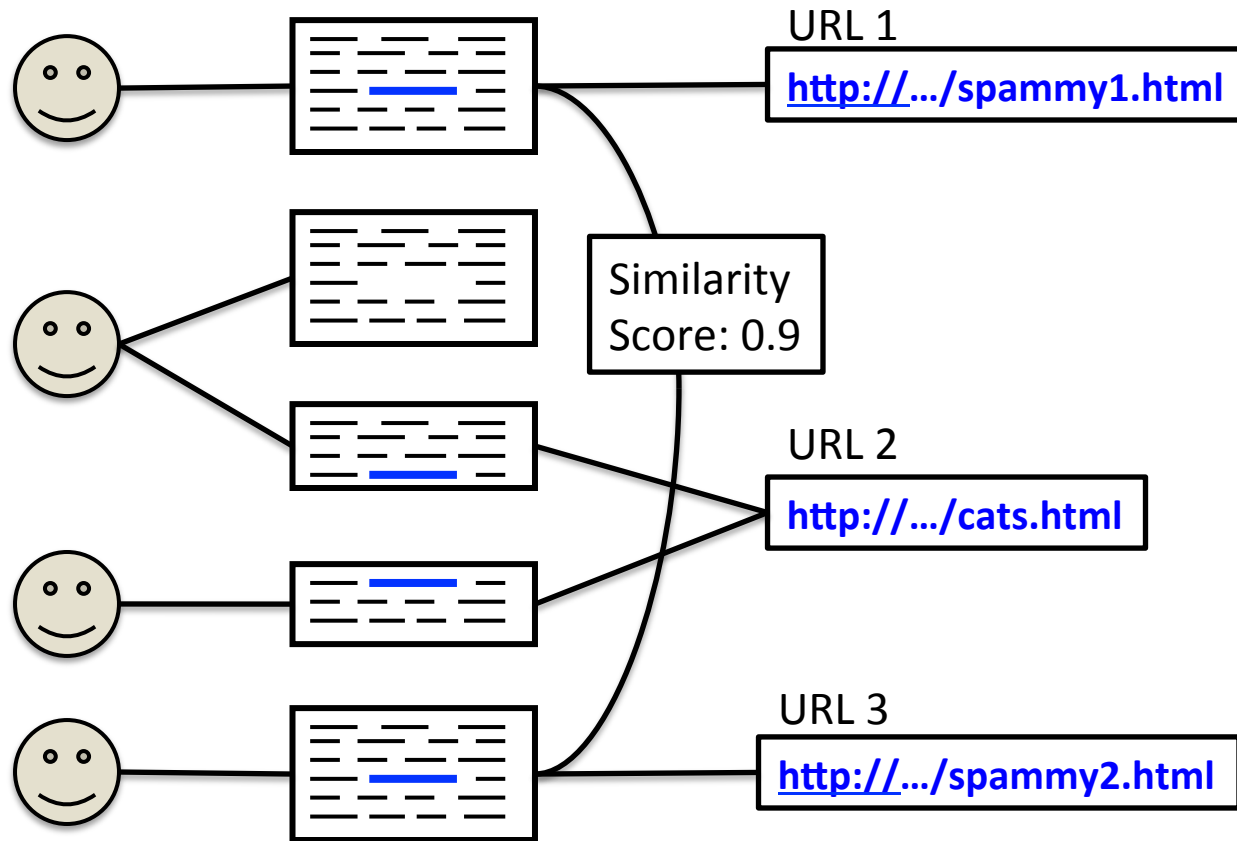 URL 1
http://.../spammy1.html
Similarity
Score: 0.9
URL 2
http://.../cats.html
URL 3
http://.../spammy2.html